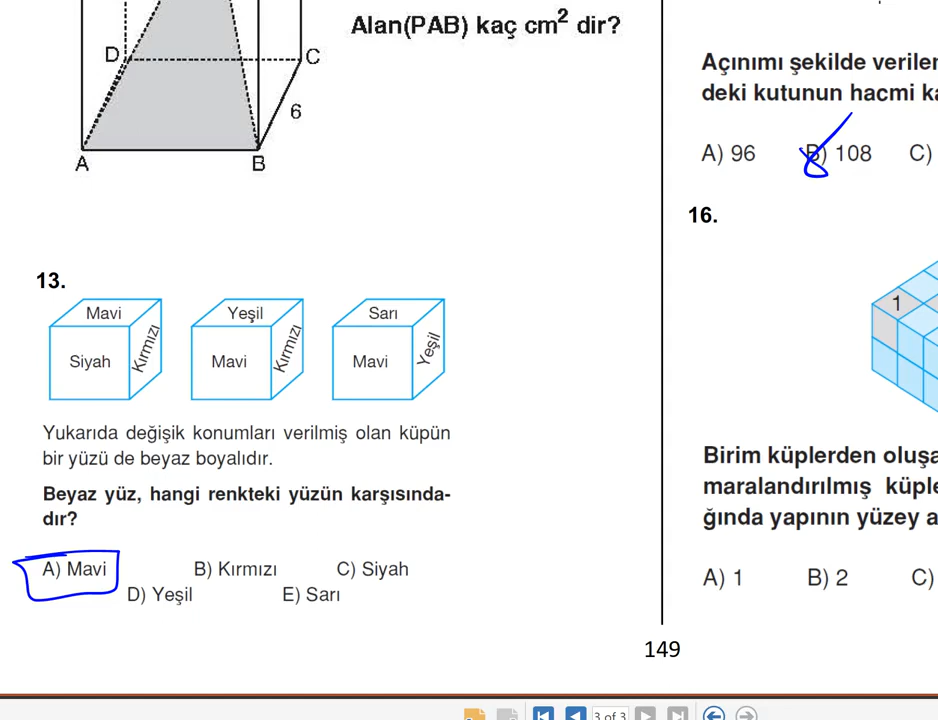 Alan(PAB) kaç cm² dir?
D
C
6
A
B
13.
Mavi
Siyah
Kırmızı
Yeşil
Mavi
Kırmızı
Sarı
Mavi
Yeşil
Yukarıda değişik konumları verilmiş olan küpün
bir yüzü de beyaz boyalıdır.
Beyaz yüz, hangi renkteki yüzün karşısında-
dır?
A) Mavi B) Kırmızı C) Siyah
D) Yeşil E) Sarı
Açınımı şekilde verilen
deki kutunun hacmi ka
A) 96 B) 108 C)
16.
1
Birim küplerden oluşa
maralandırılmış küple
ğında yapının yüzey a
A) 1 B) 2 C)
149
3 of 3